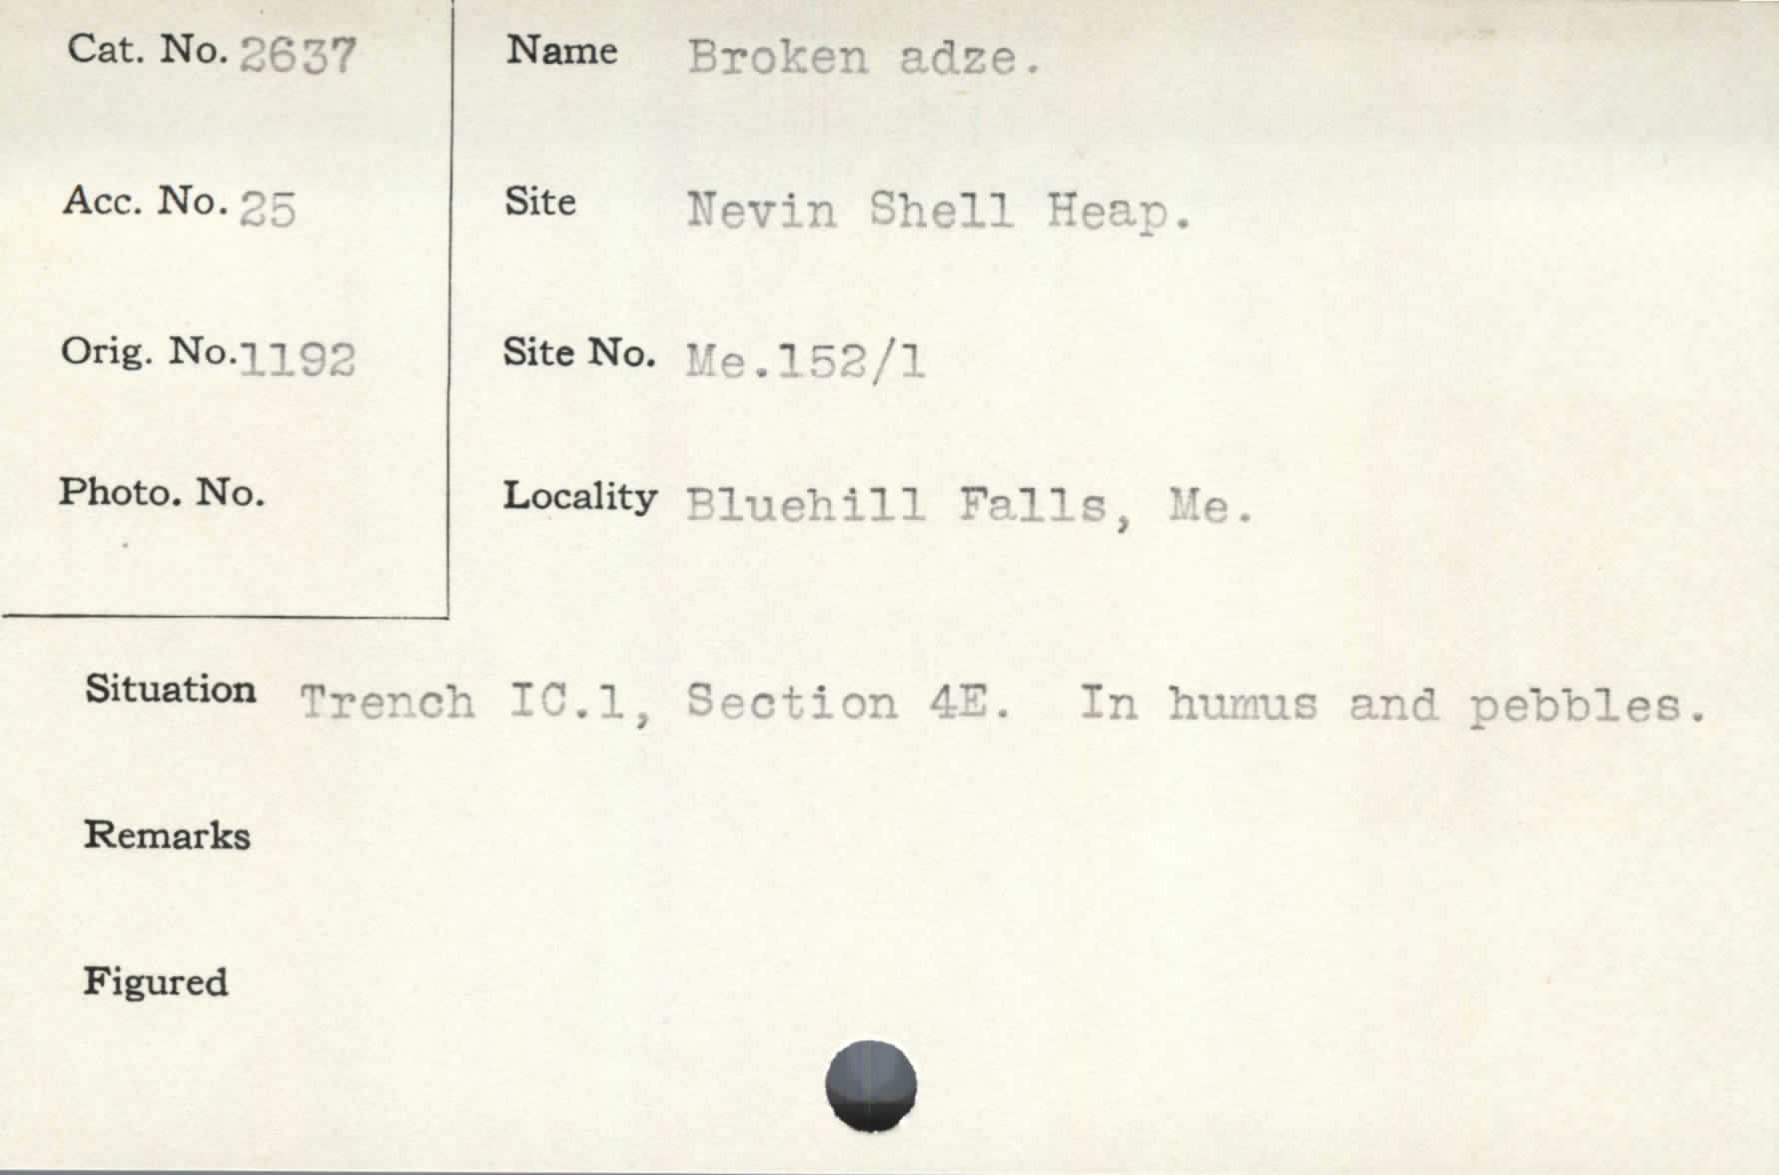 Cat. No. 2637
Name Broken adze.
Acc. No. 25
Site Nevin Shell Heap.
Orig. No. 1192
Site No. Me.152/1
Photo. No.
Locality Bluehill Falls, Me.
Situation Trench IC.1, Section 4E. In humus and pebbles.
Remarks
Figured